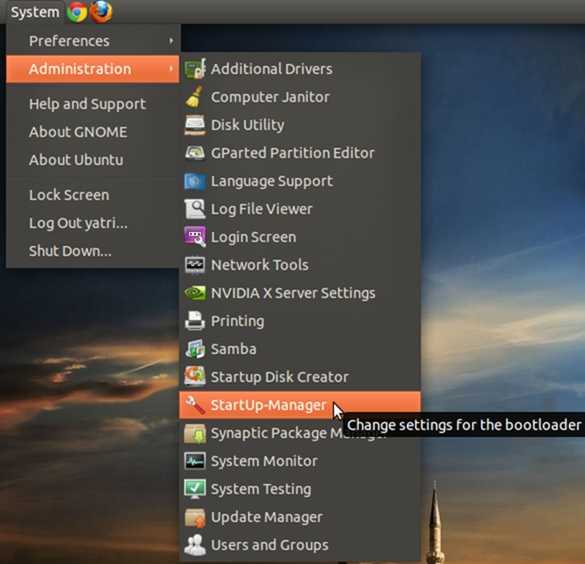 System
Preferences
Administration
Help and Support
About GNOME
About Ubuntu
Lock Screen
Log Out yatri...
Shut Down...
Additional Drivers
Computer Janitor
Disk Utility
GParted Partition Editor
Language Support
Log File Viewer
Login Screen
Network Tools
NVIDIA X Server Settings
Printing
Samba
Startup Disk Creator
StartUp-Manager
Change settings for the bootloader
Synaptic Package Manager
System Monitor
System Testing
Update Manager
Users and Groups